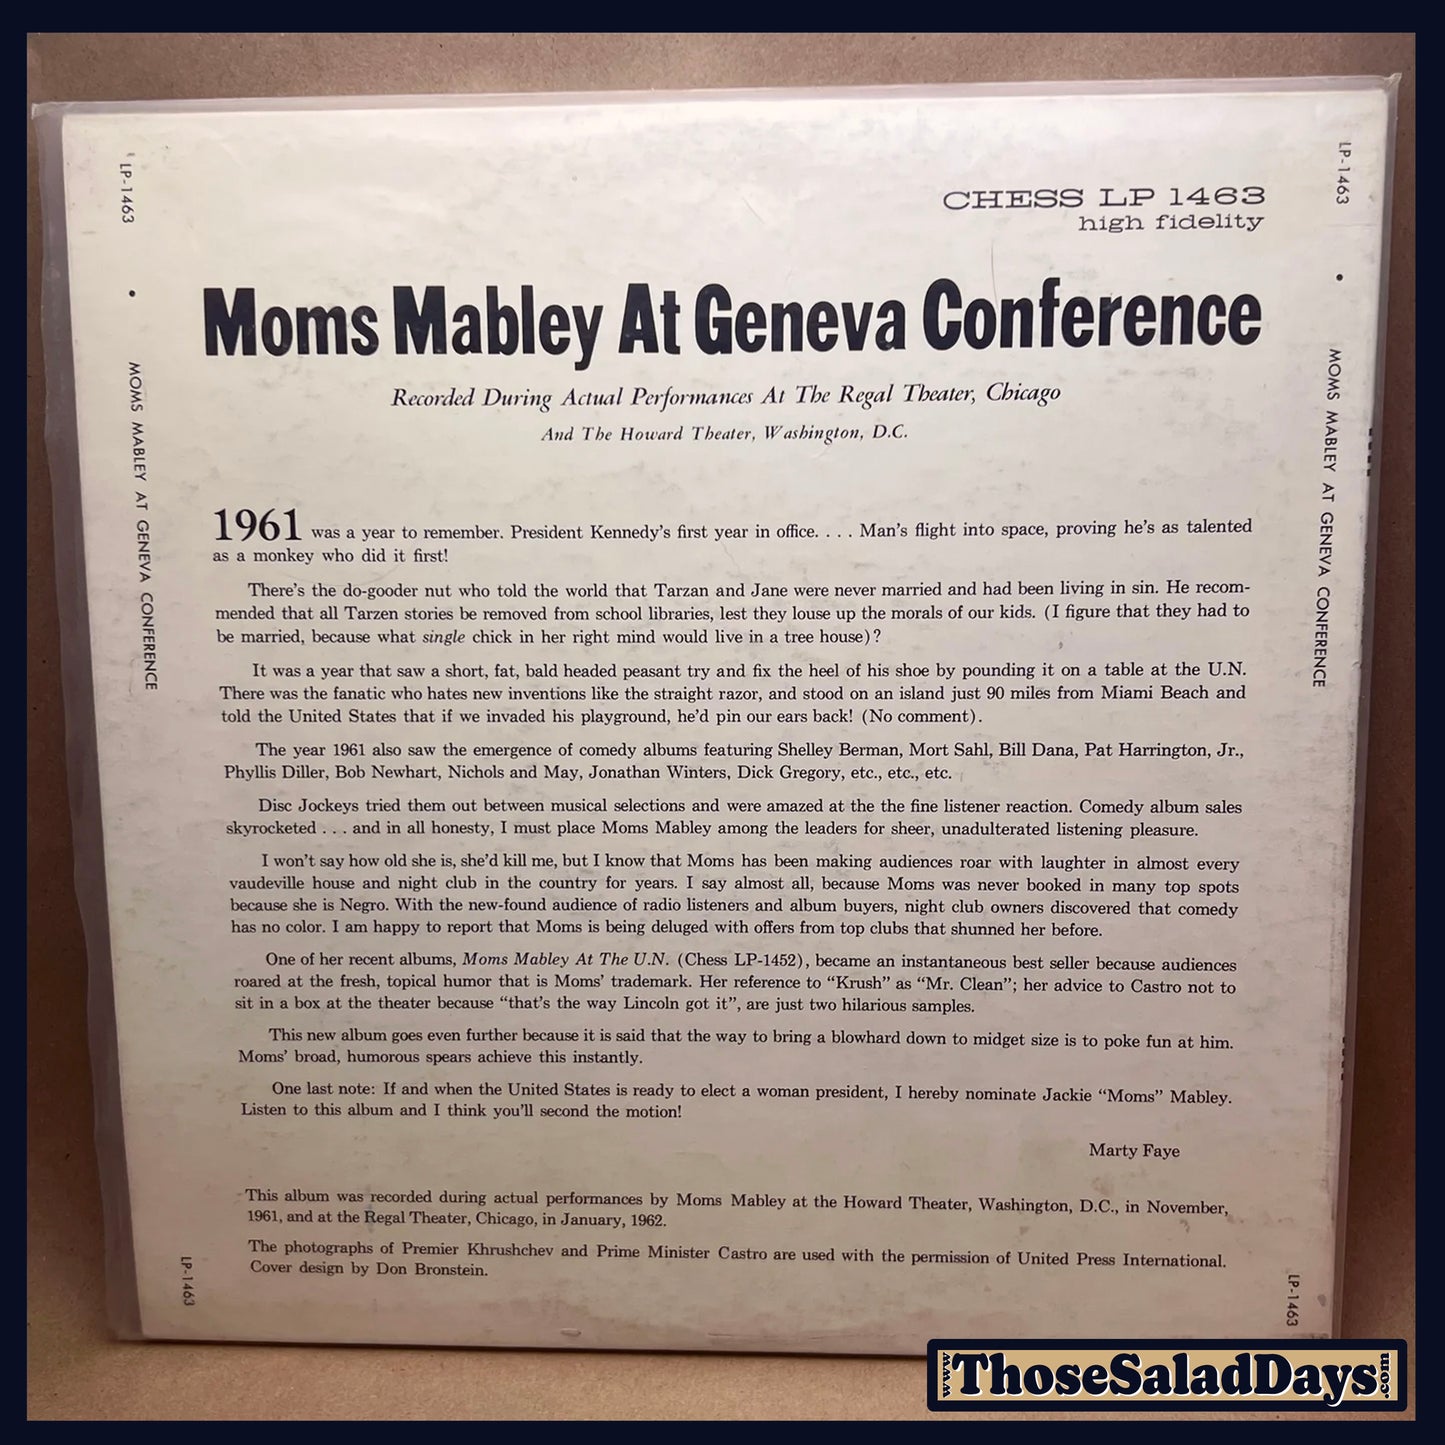 CHESS LP 1463
high fidelity
LP-1463 • MOMS MABLEY AT GENEVA CONFERENCE LP-1463
LP-1463 • MOMS MABLEY AT GENEVA CONFERENCE LP-1463
Moms Mabley At Geneva Conference
Recorded During Actual Performances At The Regal Theater, Chicago
And The Howard Theater, Washington, D.C.
1961 was a year to remember. President Kennedy's first year in office. . . . Man's flight into space, proving he's as talented
as a monkey who did it first!
There's the do-gooder nut who told the world that Tarzan and Jane were never married and had been living in sin. He recom-
mended that all Tarzen stories be removed from school libraries, lest they louse up the morals of our kids. (I figure that they had to
be married, because what single chick in her right mind would live in a tree house)?
It was a year that saw a short, fat, bald headed peasant try and fix the heel of his shoe by pounding it on a table at the U.N.
There was the fanatic who hates new inventions like the straight razor, and stood on an island just 90 miles from Miami Beach and
told the United States that if we invaded his playground, he'd pin our ears back! (No comment).
The year 1961 also saw the emergence of comedy albums featuring Shelley Berman, Mort Sahl, Bill Dana, Pat Harrington, Jr.,
Phyllis Diller, Bob Newhart, Nichols and May, Jonathan Winters, Dick Gregory, etc., etc., etc.
Disc Jockeys tried them out between musical selections and were amazed at the the fine listener reaction. Comedy album sales
skyrocketed . . . and in all honesty, I must place Moms Mabley among the leaders for sheer, unadulterated listening pleasure.
I won't say how old she is, she'd kill me, but I know that Moms has been making audiences roar with laughter in almost every
vaudeville house and night club in the country for years. I say almost all, because Moms was never booked in many top spots
because she is Negro. With the new-found audience of radio listeners and album buyers, night club owners discovered that comedy
has no color. I am happy to report that Moms is being deluged with offers from top clubs that shunned her before.
One of her recent albums, Moms Mabley At The U.N. (Chess LP-1452), became an instantaneous best seller because audiences
roared at the fresh, topical humor that is Moms' trademark. Her reference to "Krush" as "Mr. Clean"; her advice to Castro not to
sit in a box at the theater because "that's the way Lincoln got it", are just two hilarious samples.
This new album goes even further because it is said that the way to bring a blowhard down to midget size is to poke fun at him.
Moms' broad, humorous spears achieve this instantly.
One last note: If and when the United States is ready to elect a woman president, I hereby nominate Jackie "Moms" Mabley.
Listen to this album and I think you'll second the motion!
Marty Faye
This album was recorded during actual performances by Moms Mabley at the Howard Theater, Washington, D.C., in November,
1961, and at the Regal Theater, Chicago, in January, 1962.
The photographs of Premier Khrushchev and Prime Minister Castro are used with the permission of United Press International.
Cover design by Don Bronstein.
www.ThoseSaladDays.com